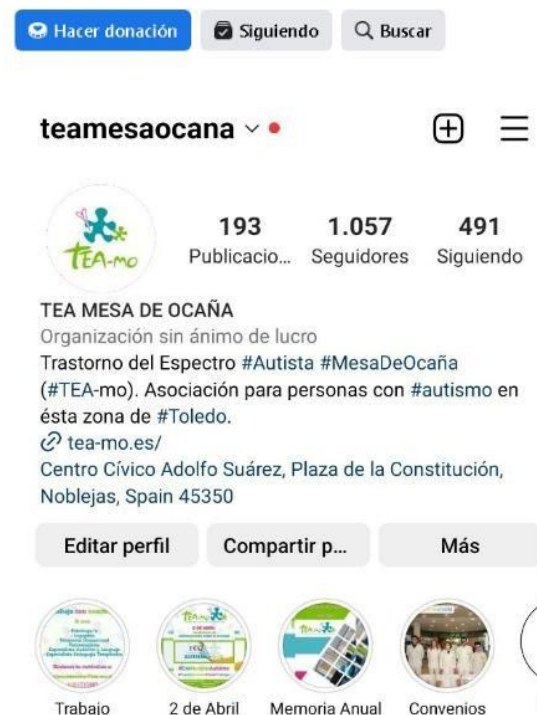 Hacer donación Siguiendo Buscar
teamesaocana
TEA-mo
193 1.057 491
Publicacio... Seguidores Siguiendo
TEA MESA DE OCAÑA
Organización sin ánimo de lucro
Trastorno del Espectro #Autista #MesaDeOcaña
(#TEA-mo). Asociación para personas con #autismo en
ésta zona de #Toledo.
tea-mo.es/
Centro Cívico Adolfo Suárez, Plaza de la Constitución,
Noblejas, Spain 45350
Editar perfil Compartir p... Más
Trabajo 2 de Abril Memoria Anual Convenios